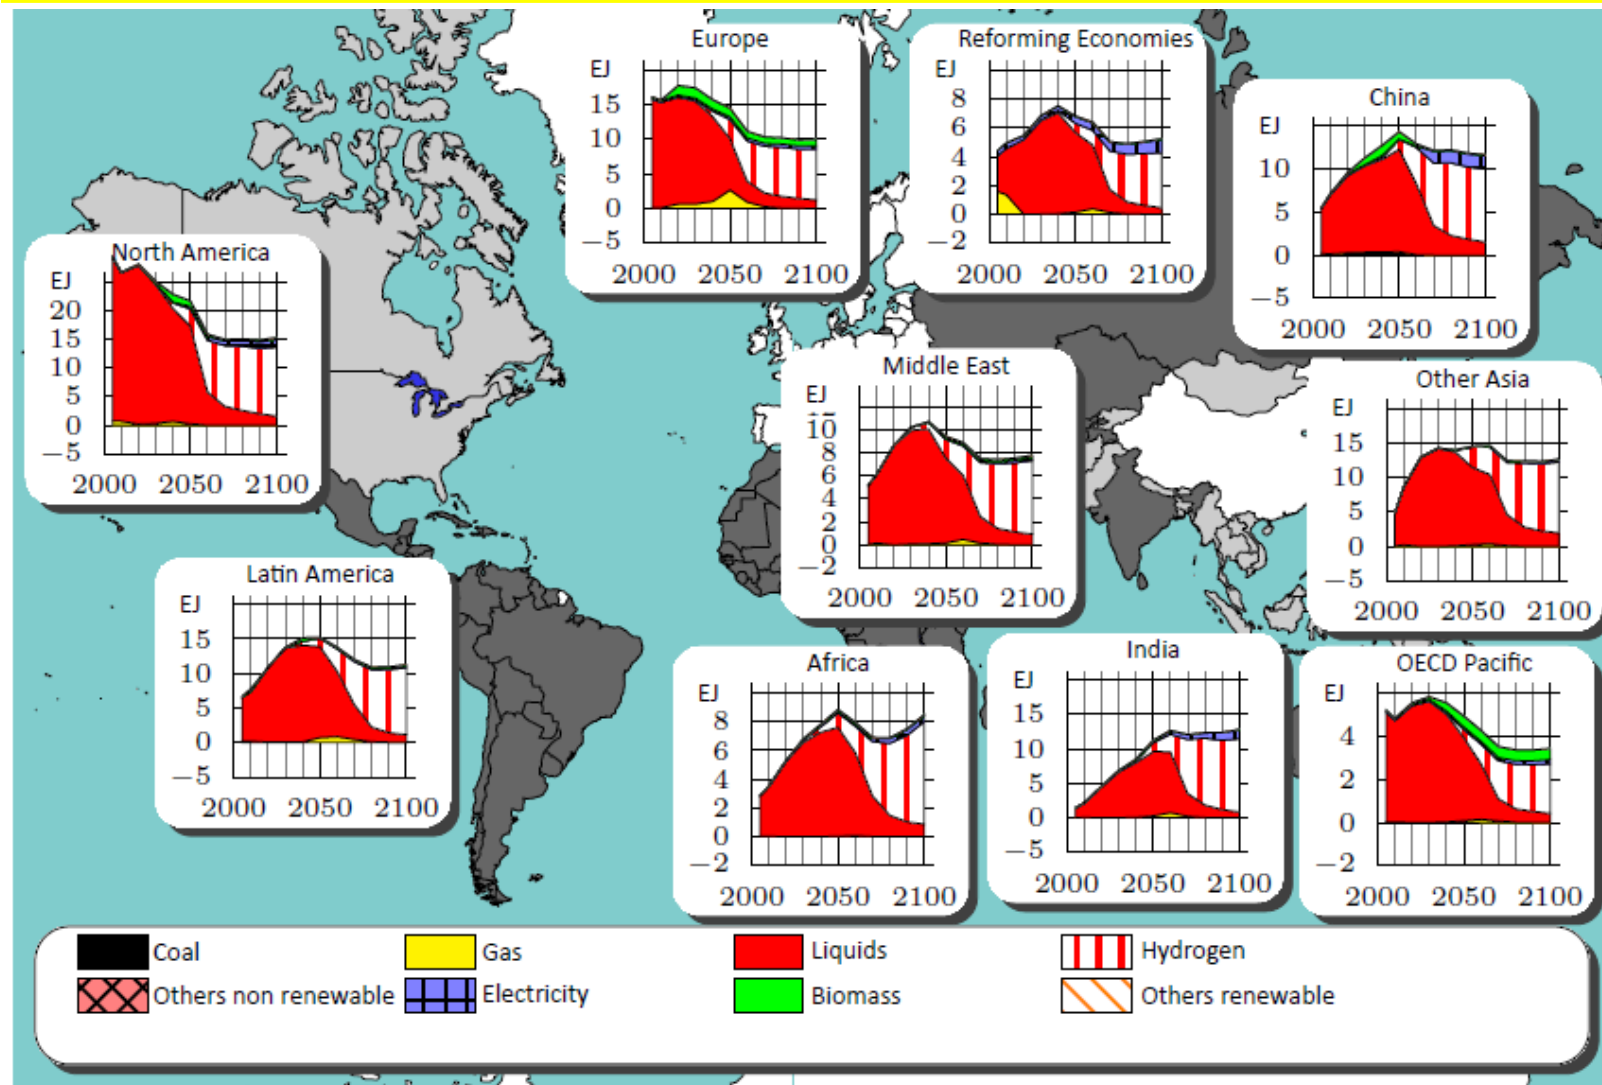 Europe
EJ
15
10
5
0
−5
2000 2050 2100
Reforming Economies
EJ
8
6
4
2
0
−2
2000 2050 2100
China
EJ
10
5
0
−5
2000 2050 2100
North America
EJ
20
15
10
5
0
−5
2000 2050 2100
Middle East
EJ
10
8
6
4
2
0
−2
2000 2050 2100
Other Asia
EJ
15
10
5
0
−5
2000 2050 2100
Latin America
EJ
15
10
5
0
−5
2000 2050 2100
Africa
EJ
8
6
4
2
0
−2
2000 2050 2100
India
EJ
15
10
5
0
−5
2000 2050 2100
OECD Pacific
EJ
4
2
0
−2
2000 2050 2100
Coal Gas Liquids Hydrogen
Others non renewable Electricity Biomass Others renewable